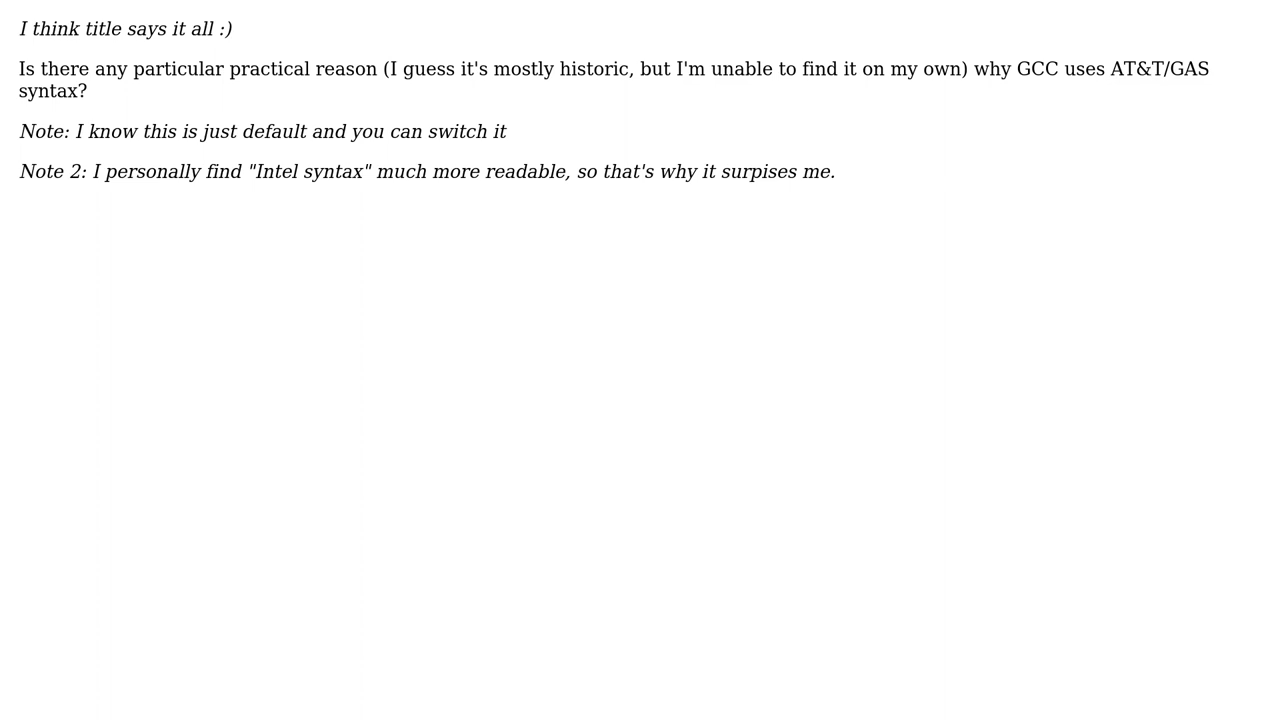 I think title says it all :)
Is there any particular practical reason (I guess it's mostly historic, but I'm unable to find it on my own) why GCC uses AT&T/GAS
syntax?
Note: I know this is just default and you can switch it
Note 2: I personally find "Intel syntax" much more readable, so that's why it surpises me.